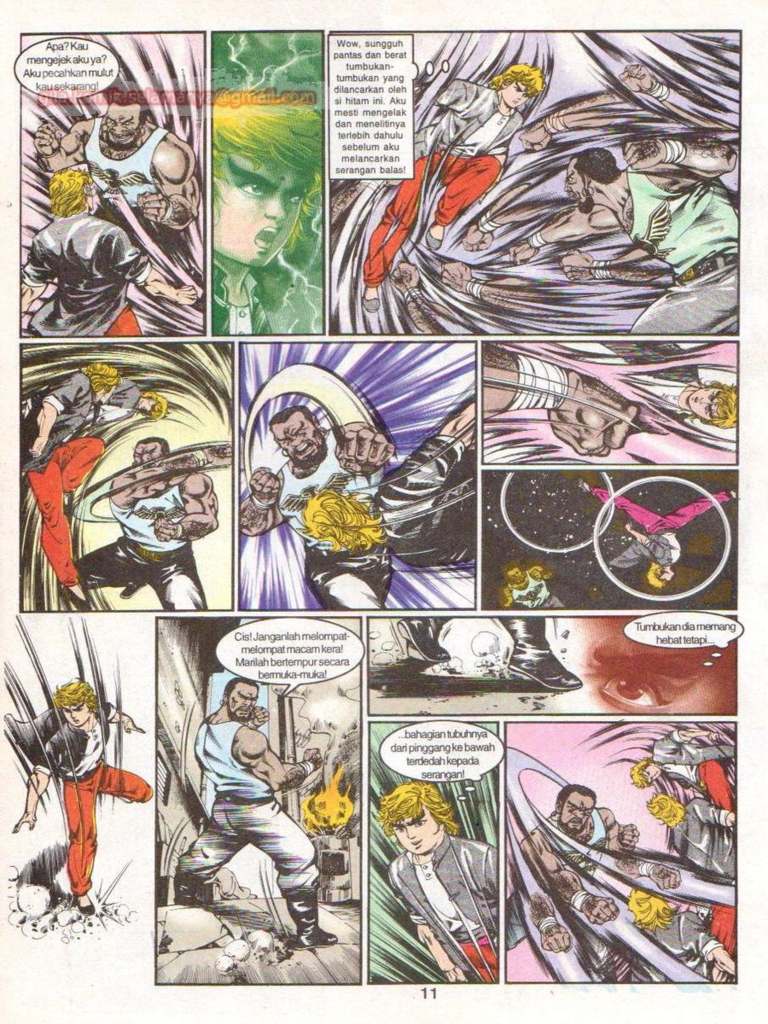 Apa? Kau
mengejek aku ya?
Aku pecahkan mulut
kau sekarang!
Wow, sungguh
pantas dan berat
tumbukan-
tumbukan yang
dilancarkan oleh
si hitam ini. Aku
mesti mengelak
dan menelitinya
terlebih dahulu
sebelum aku
melancarkan
serangan balas!
Cis! Janganlah melompat-
melompat macam kera!
Marilah bertempur secara
bermuka-muka!
Tumbukan dia memang
hebat tetapi...
...bahagian tubuhnya
dari pinggang ke bawah
terdedah kepada
serangan!
11